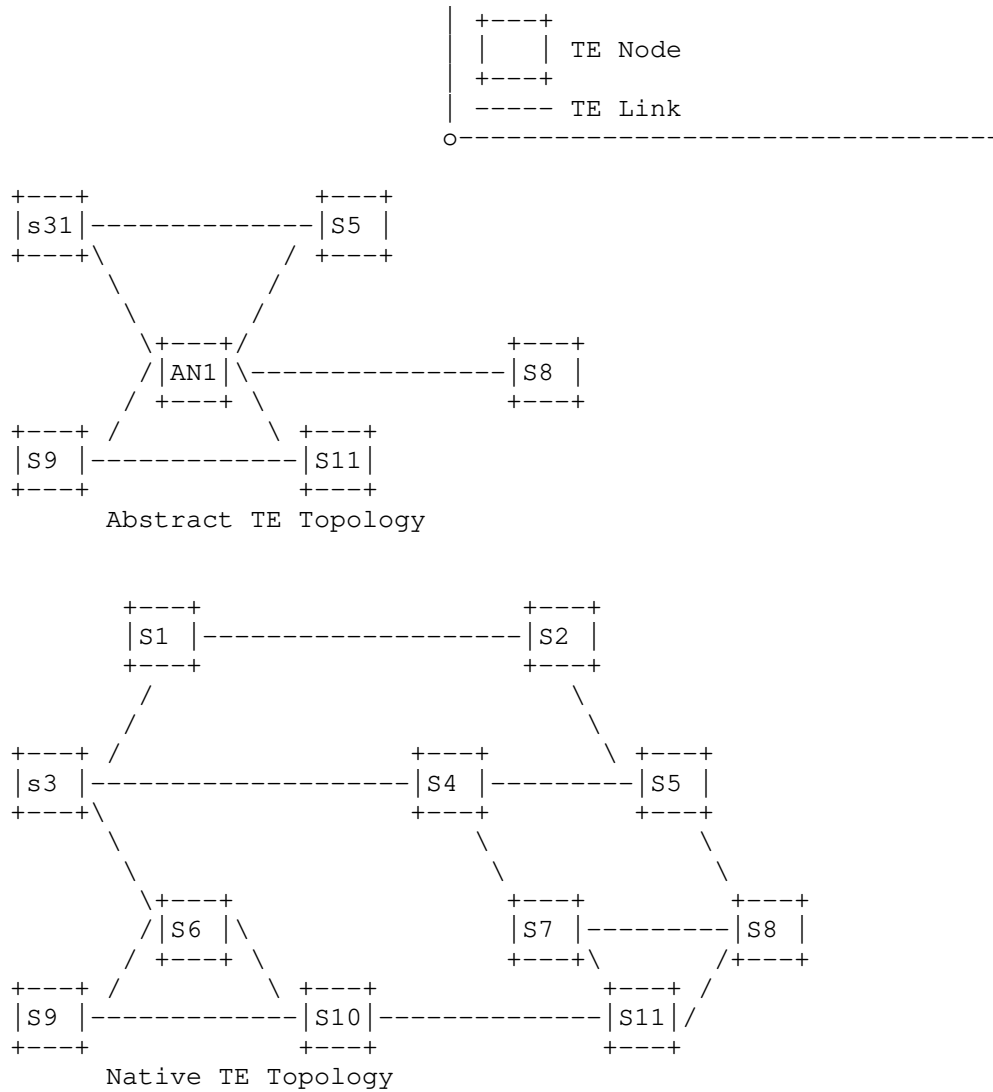 TE Node
----- TE Link
s31 S5
AN1 S8
S9 S11
Abstract TE Topology
S1 S2
s3 S4 S5
S6 S7 S8
S9 S10 S11
Native TE Topology